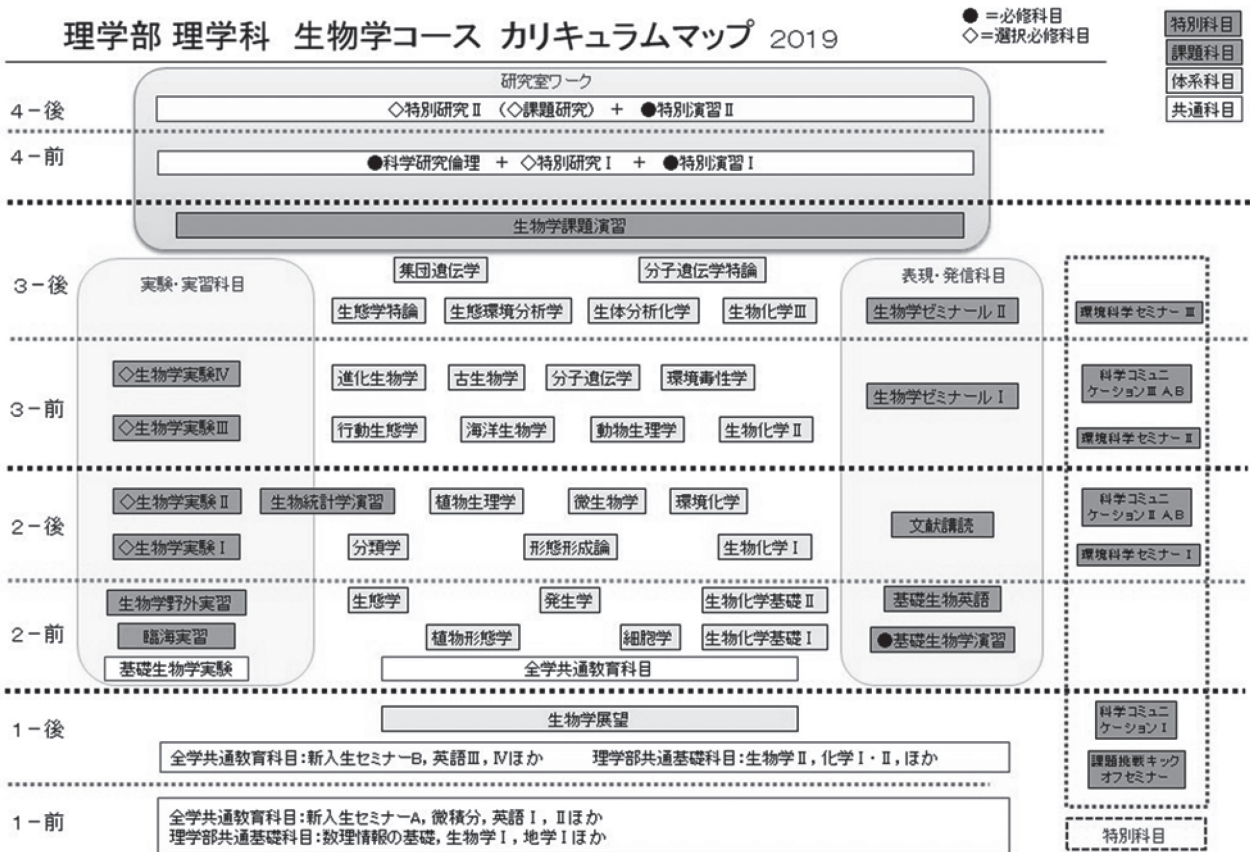 理学部 理学科 生物学コース カリキュラムマップ 2019
● =必修科目
◇=選択必修科目
特別科目
課題科目
体系科目
共通科目
研究室ワーク
4-後
◇特別研究Ⅱ (◇課題研究) + ●特別演習Ⅱ
4-前
●科学研究倫理 + ◇特別研究Ⅰ + ●特別演習Ⅰ
生物学課題演習
3-後
実験・実習科目
集団遺伝学
分子遺伝学特論
表現・発信科目
生態学特論
生態環境分析学
生体分析化学
生物化学Ⅲ
生物学ゼミナールⅡ
環境科学セミナーⅢ
3-前
◇生物学実験Ⅳ
進化生物学
古生物学
分子遺伝学
環境毒性学
生物学ゼミナールⅠ
科学コミュニ
ケーションⅢ A,B
◇生物学実験Ⅲ
行動生態学
海洋生物学
動物生理学
生物化学Ⅱ
環境科学セミナーⅡ
2-後
◇生物学実験Ⅱ
生物統計学演習
植物生理学
微生物学
環境化学
文献講読
科学コミュニ
ケーションⅡ A,B
◇生物学実験Ⅰ
分類学
形態形成論
生物化学Ⅰ
環境科学セミナーⅠ
2-前
生物学野外実習
生態学
発生学
生物化学基礎Ⅱ
基礎生物英語
臨海実習
植物形態学
細胞学
生物化学基礎Ⅰ
●基礎生物学演習
基礎生物学実験
全学共通教育科目
1-後
生物学展望
科学コミュニ
ケーションⅠ
全学共通教育科目:新入生セミナーB, 英語Ⅲ, Ⅳほか 理学部共通基礎科目:生物学Ⅱ, 化学Ⅰ・Ⅱ, ほか
課題挑戦キック
オフセミナー
1-前
全学共通教育科目:新入生セミナーA, 微積分, 英語Ⅰ, Ⅱほか
理学部共通基礎科目:数理情報の基礎, 生物学Ⅰ, 地学Ⅰほか
特別科目